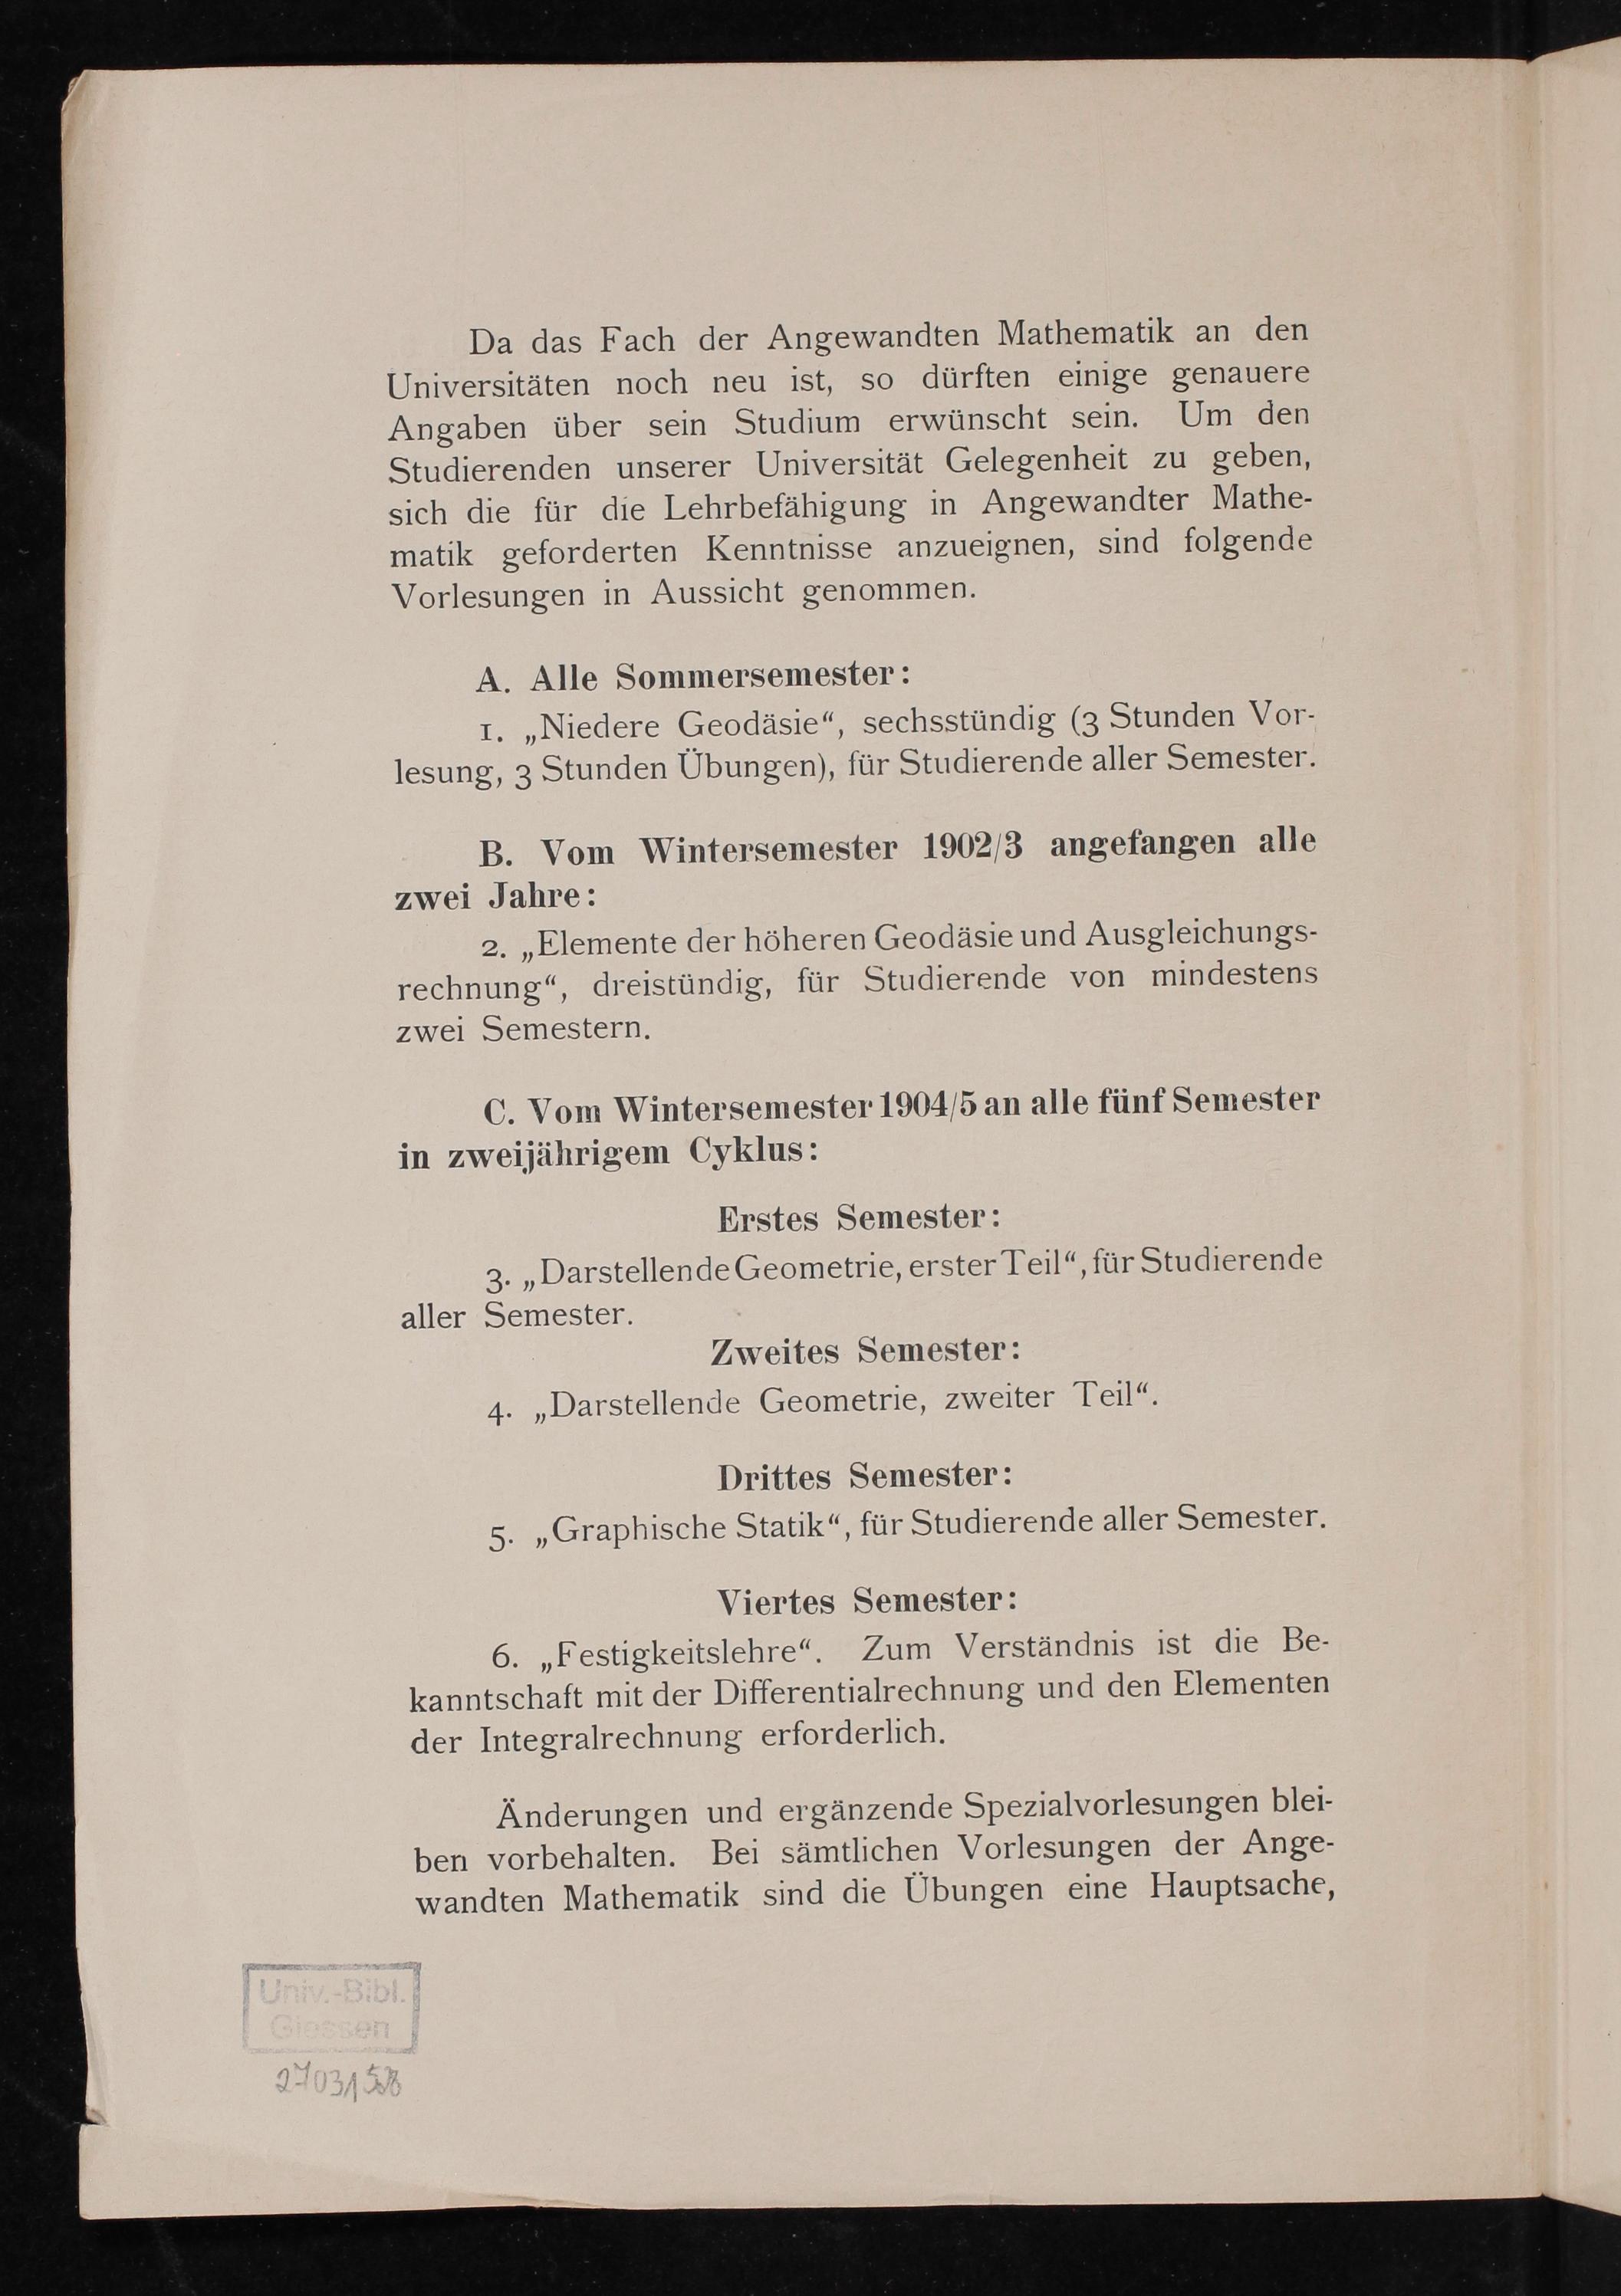 Da das Fach der Angewandten Mathematik an den
Universitäten noch neu ist, so dürften einige genauere
Angaben über sein Studium erwünscht sein. Um den
Studierenden unserer Universität Gelegenheit zu geben,
sich die für die Lehrbefähigung in Angewandter Mathe-
matik geforderten Kenntnisse anzueignen, sind folgende
Vorlesungen in Aussicht genommen.
A. Alle Sommersemester:
1. „Niedere Geodäsie“, sechsstündig (3 Stunden Vor-
lesung, 3 Stunden Übungen), für Studierende aller Semester.
B. Vom Wintersemester 1902/3 angefangen alle
zwei Jahre:
2. „Elemente der höheren Geodäsie und Ausgleichungs-
rechnung“, dreistündig, für Studierende von mindestens
zwei Semestern.
C. Vom Wintersemester 1904/5 an alle fünf Semester
in zweijährigem Cyklus:
Erstes Semester:
3. „Darstellende Geometrie, erster Teil“, für Studierende
aller Semester.
Zweites Semester:
4. „Darstellende Geometrie, zweiter Teil“.
Drittes Semester:
5. „Graphische Statik“, für Studierende aller Semester.
Viertes Semester:
6. „Festigkeitslehre“. Zum Verständnis ist die Be-
kanntschaft mit der Differentialrechnung und den Elementen
der Integralrechnung erforderlich.
Änderungen und ergänzende Spezialvorlesungen blei-
ben vorbehalten. Bei sämtlichen Vorlesungen der Ange-
wandten Mathematik sind die Übungen eine Hauptsache,
Univ.-Bibl.
Giessen